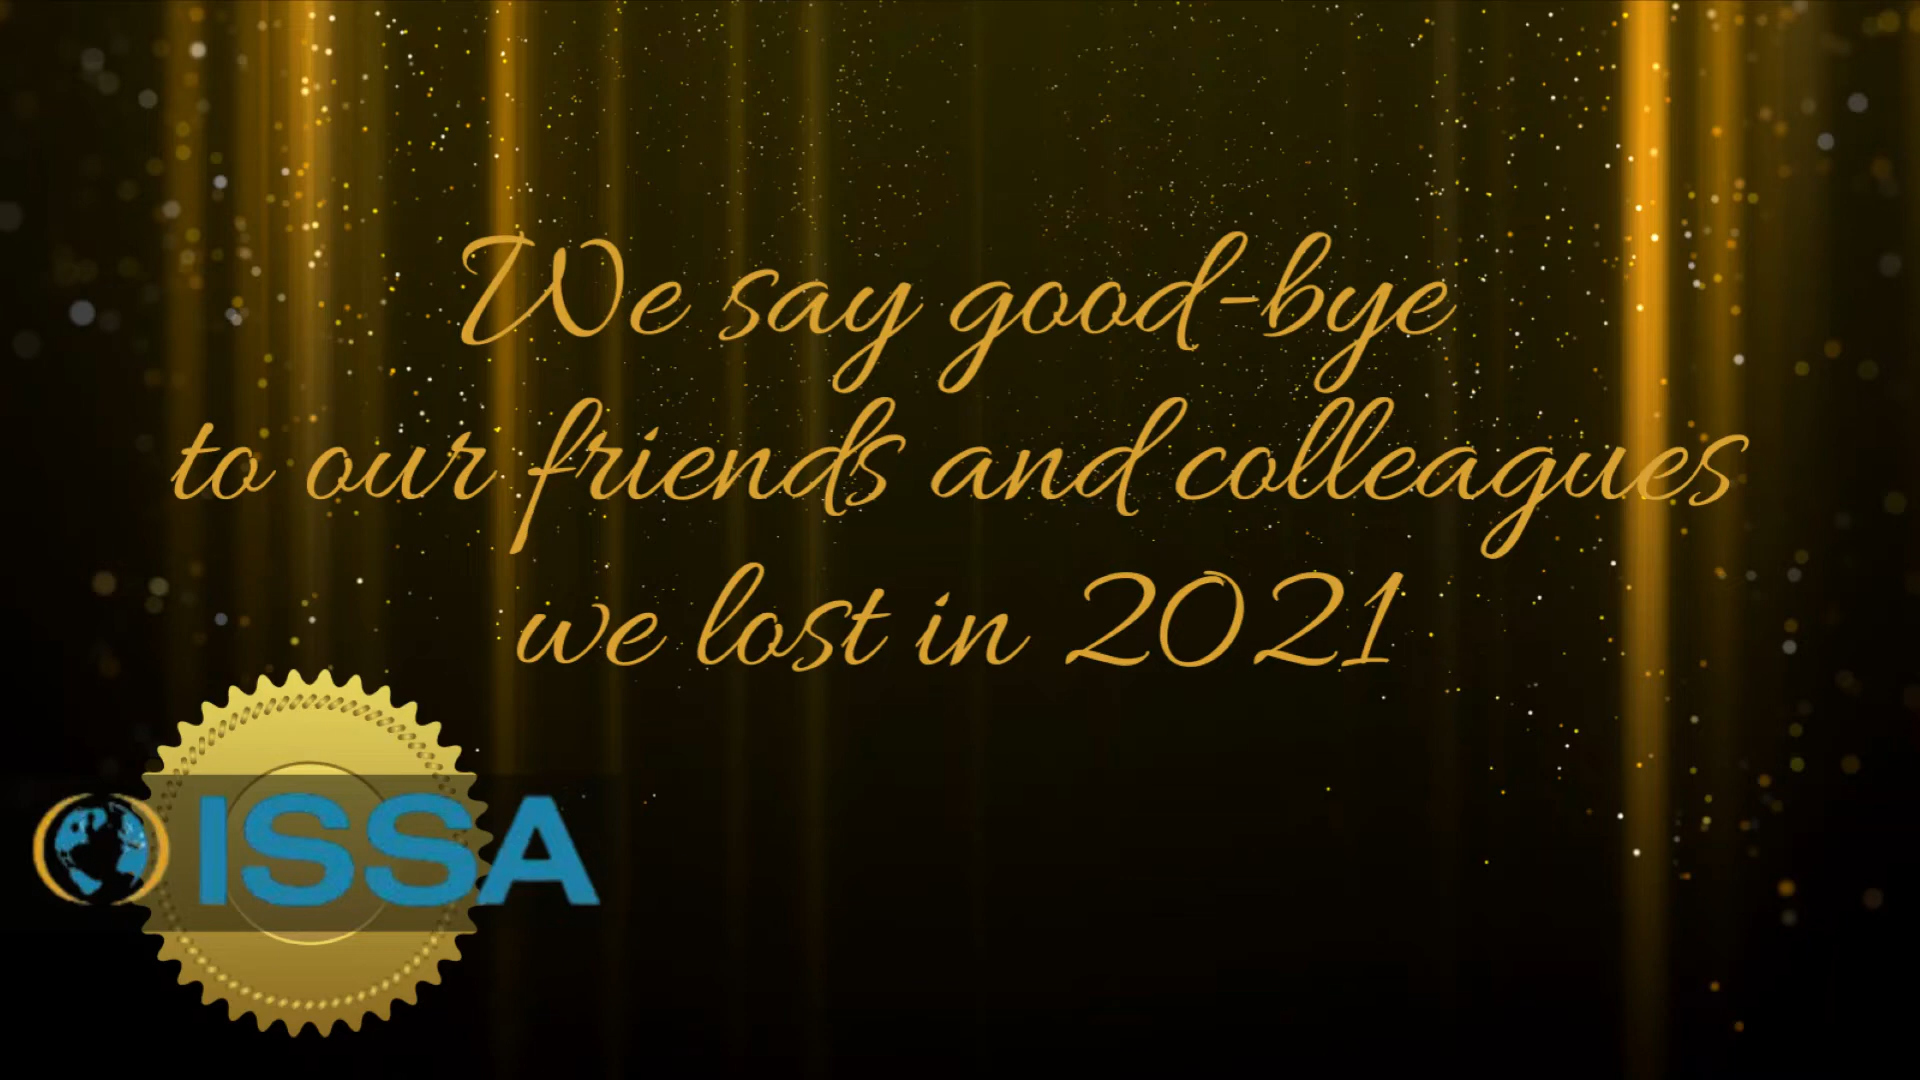 We say good-bye
to our friends and colleagues
we lost in 2021
ISSA